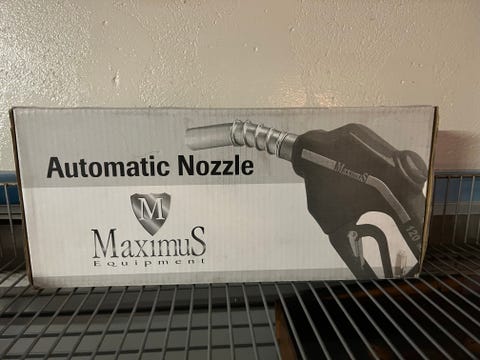 Automatic Nozzle
M
MaximuS
Equipment
MaximuS
120